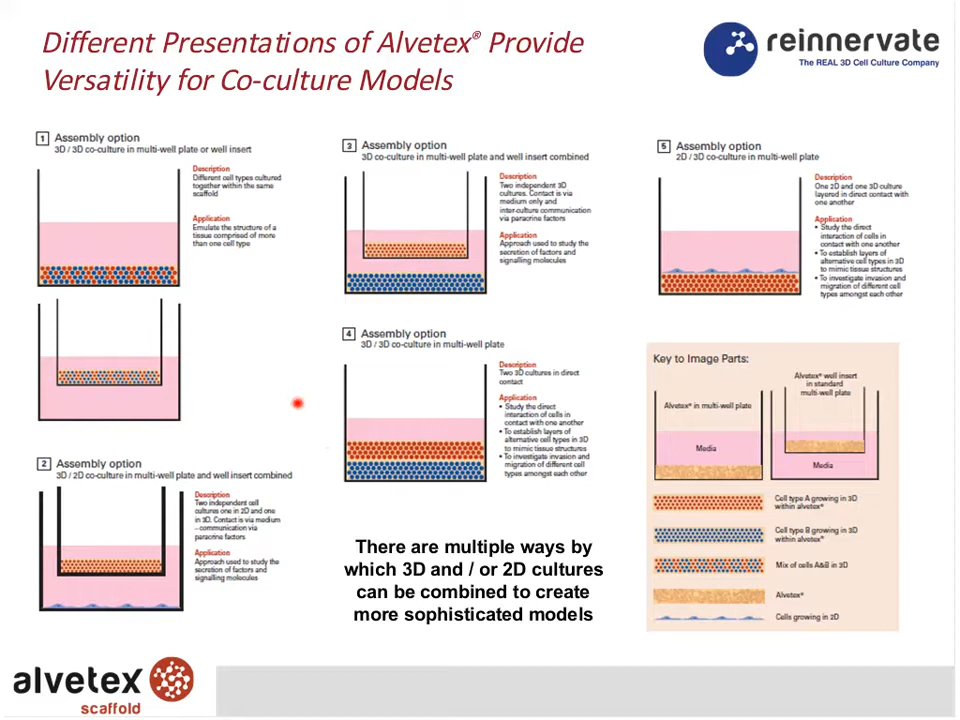 Different Presentations of Alvetex® Provide
Versatility for Co-culture Models
reinnervate
The REAL 3D Cell Culture Company
1 Assembly option
3D / 3D co-culture in multi-well plate or well insert
Description
Different cell types cultured
together within the same
scaffold
Application
Emulate the structure of a
tissue comprised of more
than one cell type
2 Assembly option
3D / 2D co-culture in multi-well plate and well insert combined
Description
Two independent cell
cultures one in 2D and one
in 3D. Contact is via medium
– communication via
paracrine factors
Application
Approach used to study the
secretion of factors and
signalling molecules
3 Assembly option
3D co-culture in multi-well plate and well insert combined
Description
Two independent 3D
cultures. Contact is via
medium only and
inter-culture communication
via paracrine factors
Application
Approach used to study the
secretion of factors and
signalling molecules
4 Assembly option
3D / 3D co-culture in multi-well plate
Description
Two 3D cultures in direct
contact
Application
• Study the direct
interaction of cells in
contact with one another
• To establish layers of
alternative cell types in 3D
to mimic tissue structures
• To investigate invasion and
migration of different cell
types amongst each other
There are multiple ways by
which 3D and / or 2D cultures
can be combined to create
more sophisticated models
5 Assembly option
2D / 3D co-culture in multi-well plate
Description
One 2D and one 3D culture
layered in direct contact with
one another
Application
• Study the direct
interaction of cells in
contact with one another
• To establish layers of
alternative cell types in 3D
to mimic tissue structures
• To investigate invasion and
migration of different cell
types amongst each other
Key to Image Parts:
Alvetex® in multi-well plate
Media
Alvetex® well insert
in standard
multi-well plate
Media
Cell type A growing in 3D
within alvetex®
Cell type B growing in 3D
within alvetex®
Mix of cells A&B in 3D
Alvetex®
Cells growing in 2D
alvetex
scaffold